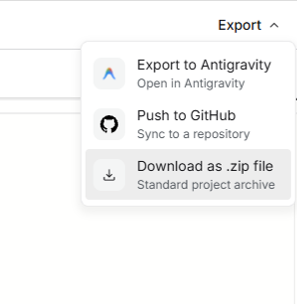 Export
Export to Antigravity
Open in Antigravity
Push to GitHub
Sync to a repository
Download as .zip file
Standard project archive